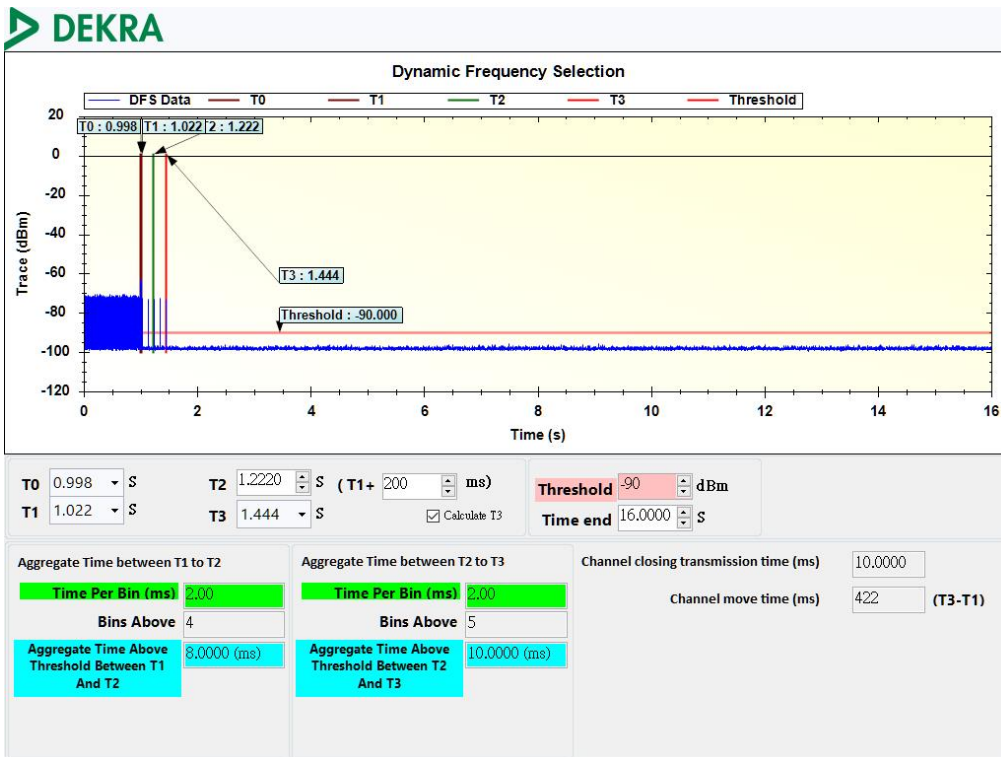 DEKRA
Dynamic Frequency Selection
DFS Data T0 T1 T2 T3 Threshold
T0 : 0.998 T1 : 1.022 2 : 1.222
T3 : 1.444
Threshold : -90.000
Trace (dBm)
20
0
-20
-40
-60
-80
-100
-120
0 2 4 6 8 10 12 14 16
Time (s)
T0 0.998 S T2 1.2220 S ( T1+ 200 ms)
T1 1.022 S T3 1.444 S Calculate T3
Threshold -90 dBm
Time end 16.0000 S
Aggregate Time between T1 to T2
Time Per Bin (ms) 2.00
Bins Above 4
Aggregate Time Above
Threshold Between T1
And T2
8.0000 (ms)
Aggregate Time between T2 to T3
Time Per Bin (ms) 2.00
Bins Above 5
Aggregate Time Above
Threshold Between T2
And T3
10.0000 (ms)
Channel closing transmission time (ms) 10.0000
Channel move time (ms) 422 (T3-T1)